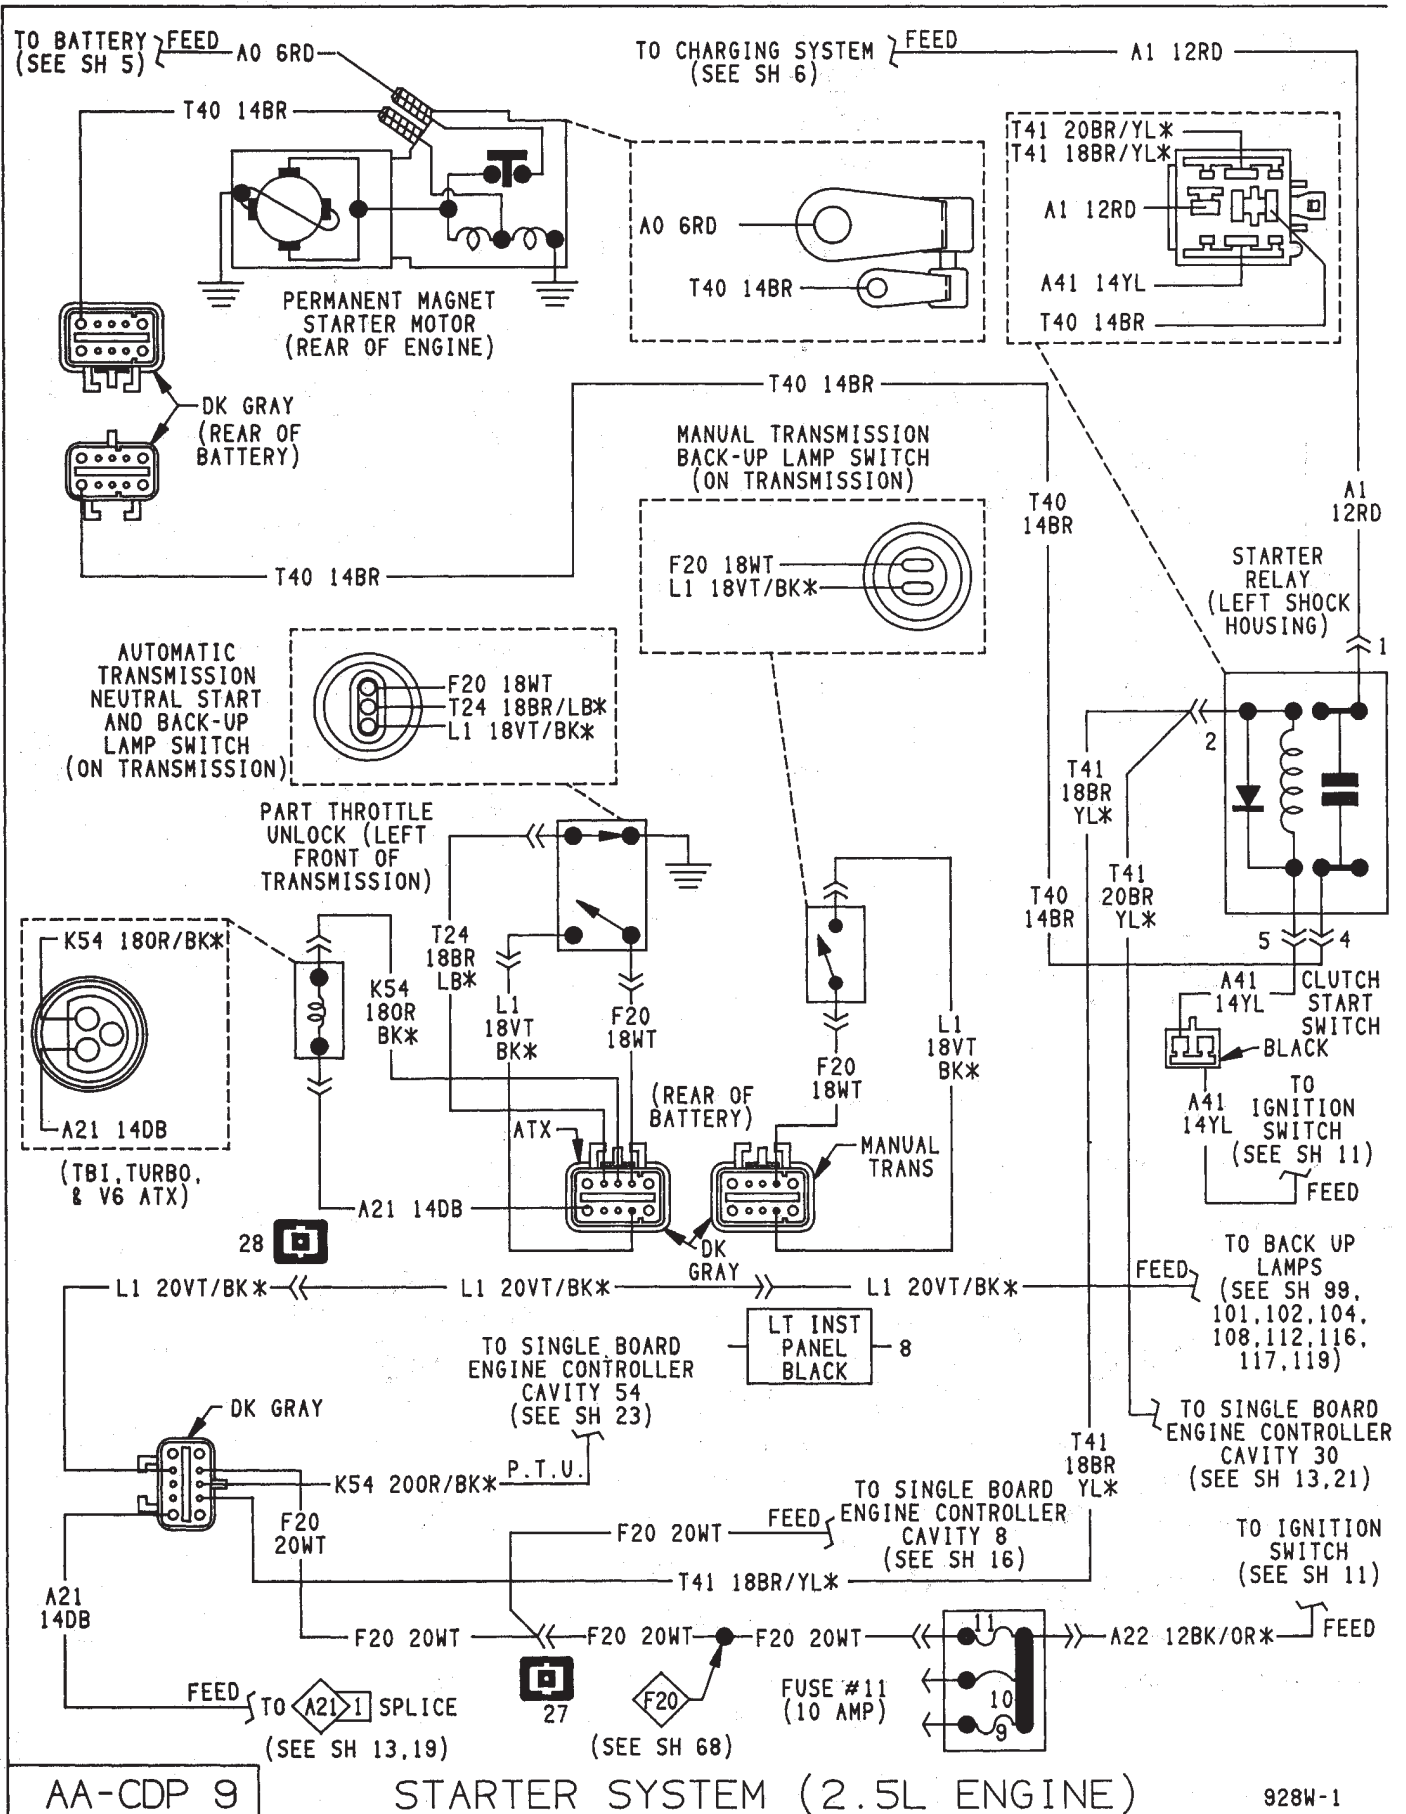 TO BATTERY
(SEE SH 5)
FEED
A0 6RD
TO CHARGING SYSTEM
(SEE SH 6)
FEED
A1 12RD
T40 14BR
PERMANENT MAGNET
STARTER MOTOR
(REAR OF ENGINE)
A0 6RD
T40 14BR
T41 20BR/YL*
T41 18BR/YL*
A1 12RD
A41 14YL
T40 14BR
DK GRAY
(REAR OF
BATTERY)
T40 14BR
T40 14BR
MANUAL TRANSMISSION
BACK-UP LAMP SWITCH
(ON TRANSMISSION)
F20 18WT
L1 18VT/BK*
T40
14BR
A1
12RD
STARTER
RELAY
(LEFT SHOCK
HOUSING)
1
2
AUTOMATIC
TRANSMISSION
NEUTRAL START
AND BACK-UP
LAMP SWITCH
(ON TRANSMISSION)
F20 18WT
T24 18BR/LB*
L1 18VT/BK*
PART THROTTLE
UNLOCK (LEFT
FRONT OF
TRANSMISSION)
T41
18BR
YL*
T41
20BR
YL*
T40
14BR
5
4
K54 18OR/BK*
A21 14DB
(TBI,TURBO,
& V6 ATX)
K54
18OR
BK*
T24
18BR
LB*
L1
18VT
BK*
F20
18WT
F20
18WT
L1
18VT
BK*
A41
14YL
CLUTCH
START
SWITCH
BLACK
A41
14YL
TO
IGNITION
SWITCH
(SEE SH 11)
FEED
(REAR OF
BATTERY)
ATX
MANUAL
TRANS
A21 14DB
DK
GRAY
28
L1 20VT/BK*
L1 20VT/BK*
L1 20VT/BK*
FEED
TO BACK UP
LAMPS
(SEE SH 99,
101,102,104,
108,112,116,
117,119)
LT INST
PANEL
BLACK
8
TO SINGLE BOARD
ENGINE CONTROLLER
CAVITY 54
(SEE SH 23)
DK GRAY
K54 20OR/BK*
P.T.U.
F20
20WT
TO SINGLE BOARD
ENGINE CONTROLLER
CAVITY 30
(SEE SH 13,21)
T41
18BR
YL*
F20 20WT
FEED
TO SINGLE BOARD
ENGINE CONTROLLER
CAVITY 8
(SEE SH 16)
T41 18BR/YL*
TO IGNITION
SWITCH
(SEE SH 11)
FEED
A21
14DB
F20 20WT
F20 20WT
F20 20WT
11
10
9
A22 12BK/OR*
FUSE #11
(10 AMP)
27
F20
(SEE SH 68)
FEED
TO
A21
1
SPLICE
(SEE SH 13,19)
AA-CDP 9
STARTER SYSTEM (2.5L ENGINE)
928W-1